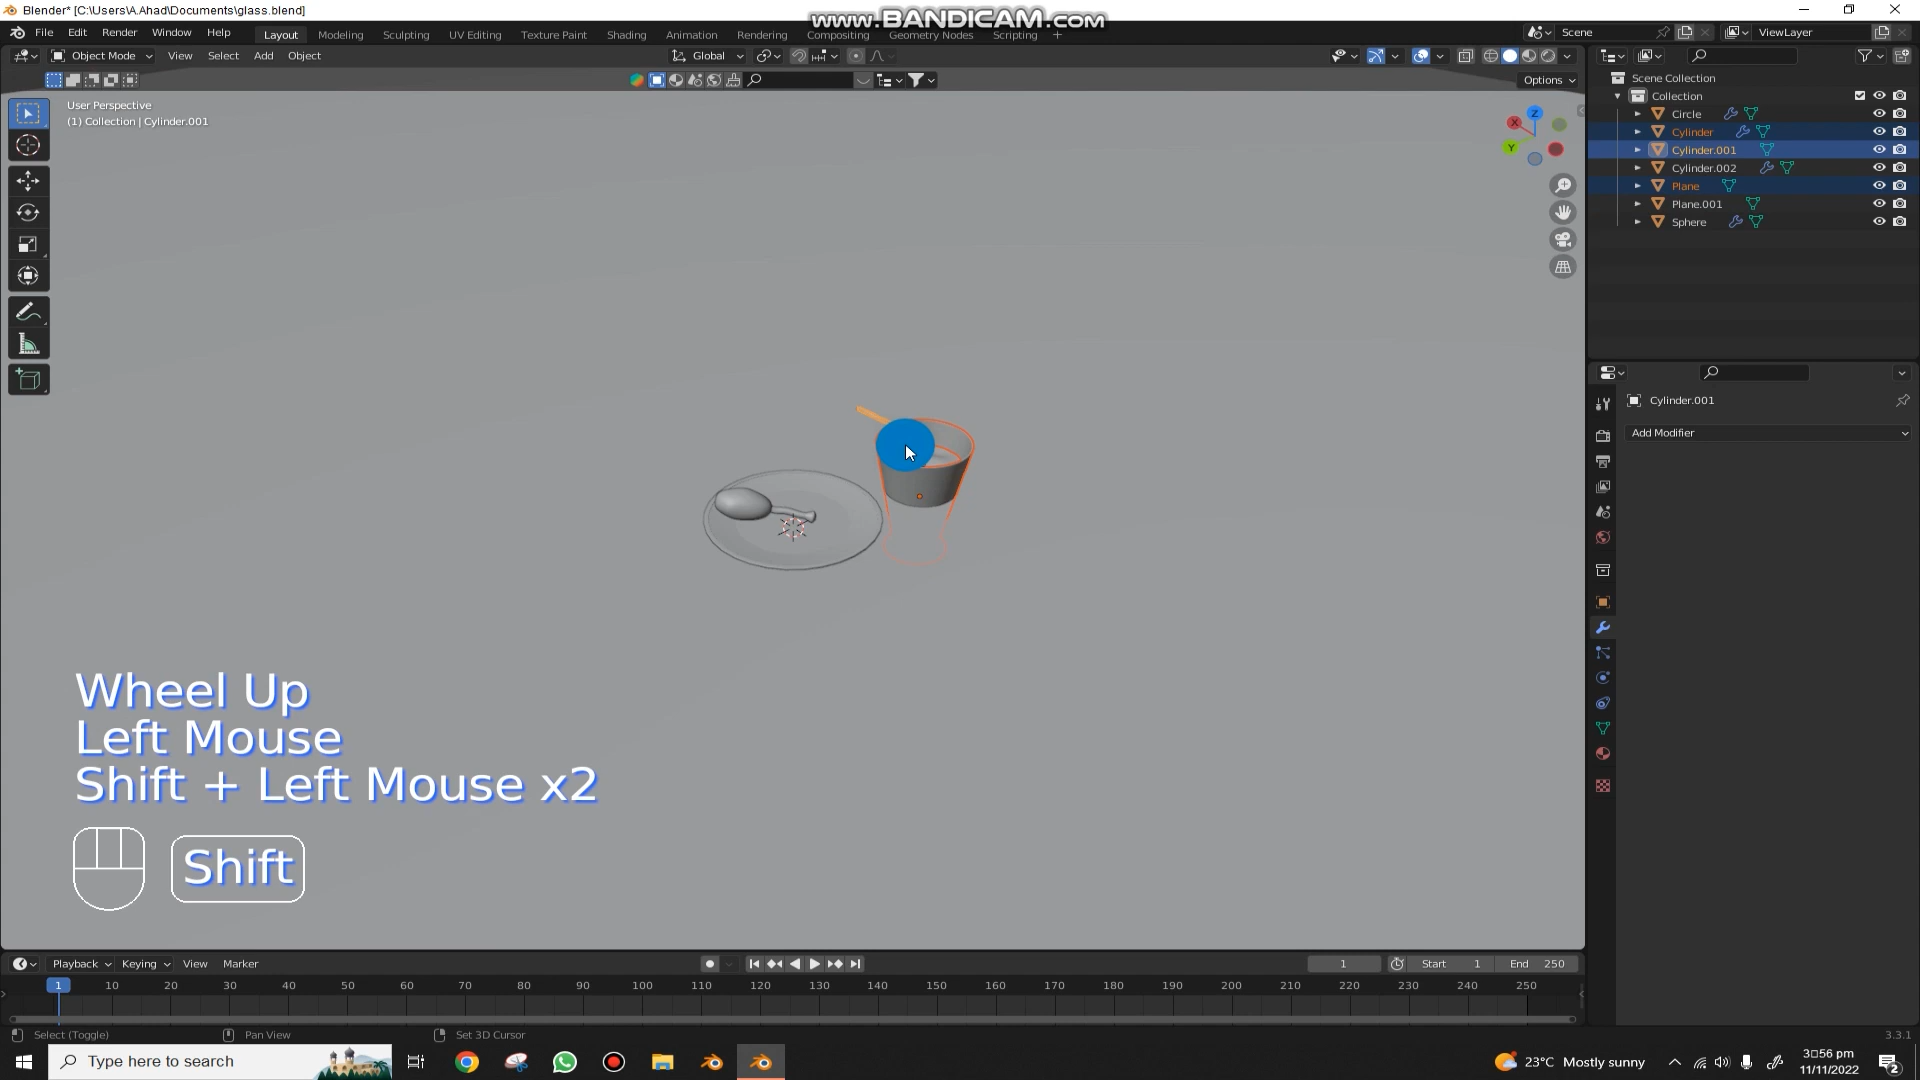 Blender* [C:\Users\A.Ahad\Documents\glass.blend]
www.BANDICAM.com
File Edit Render Window Help
Layout Modeling Sculpting UV Editing Texture Paint Shading Animation Rendering Compositing Geometry Nodes Scripting +
Scene
ViewLayer
Object Mode View Select Add Object
Global
Options
User Perspective
(1) Collection | Cylinder.001
X
Y
Z
Scene Collection
Collection
Circle
Cylinder
Cylinder.001
Cylinder.002
Plane
Plane.001
Sphere
Cylinder.001
Add Modifier
Wheel Up
Left Mouse
Shift + Left Mouse x2
Shift
Playback Keying View Marker
1 Start 1 End 250
1 10 20 30 40 50 60 70 80 90 100 110 120 130 140 150 160 170 180 190 200 210 220 230 240 250
Select (Toggle) Pan View Set 3D Cursor
3.3.1
Type here to search
23°C Mostly sunny
3□56 pm
11/11/2022
2